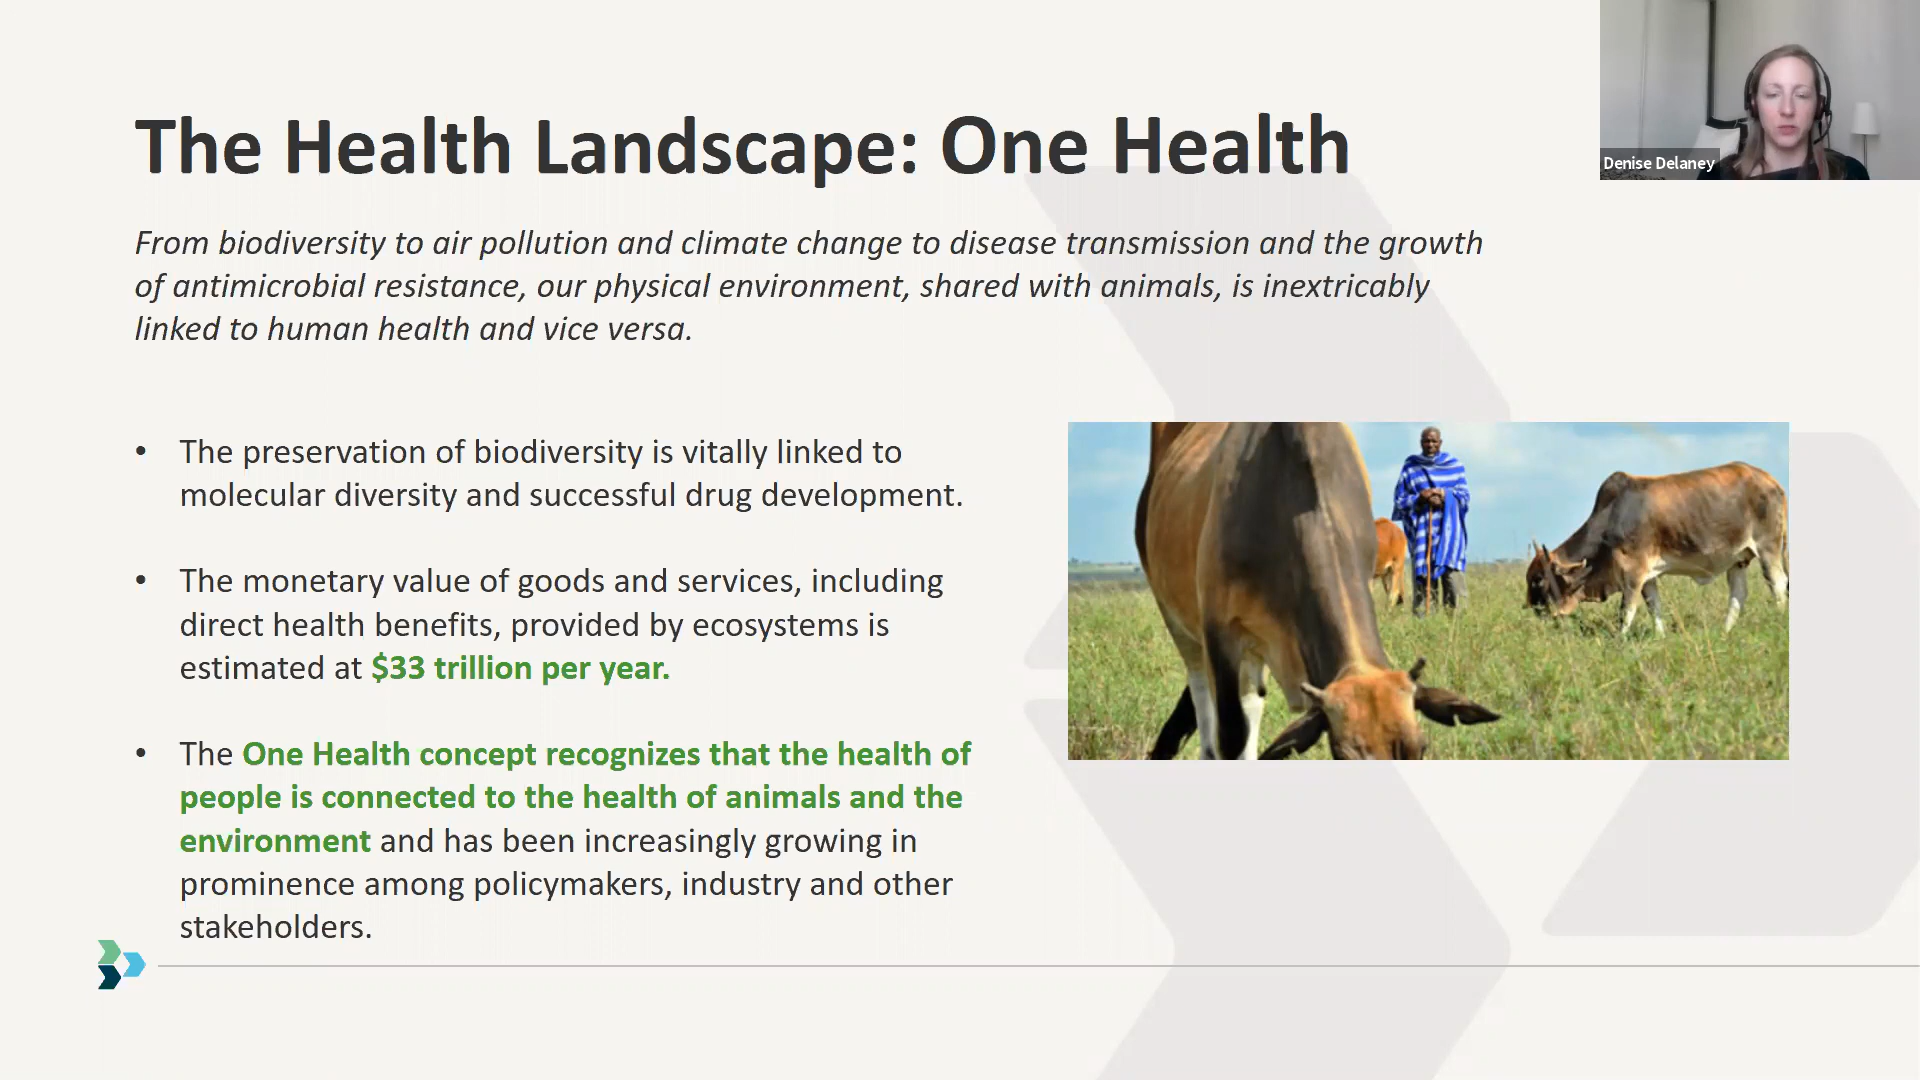 The Health Landscape: One Health
Denise Delaney
From biodiversity to air pollution and climate change to disease transmission and the growth
of antimicrobial resistance, our physical environment, shared with animals, is inextricably
linked to human health and vice versa.
• The preservation of biodiversity is vitally linked to
molecular diversity and successful drug development.
• The monetary value of goods and services, including
direct health benefits, provided by ecosystems is
estimated at $33 trillion per year.
• The One Health concept recognizes that the health of
people is connected to the health of animals and the
environment and has been increasingly growing in
prominence among policymakers, industry and other
stakeholders.